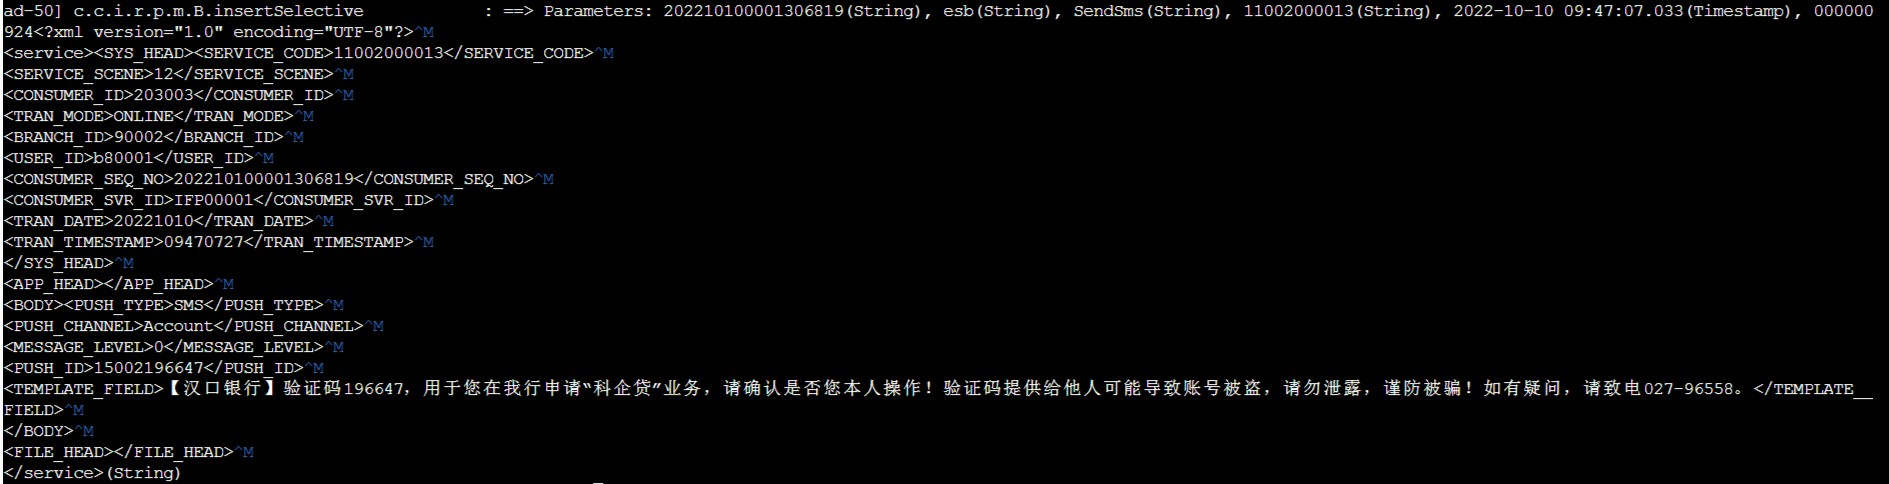 ad-50] c.c.i.r.p.m.B.insertSelective : ==> Parameters: 202210100001306819(String), esb(String), SendSms(String), 11002000013(String), 2022-10-10 09:47:07.033(Timestamp), 000000
924<?xml version="1.0" encoding="UTF-8"?>^M
<service><SYS_HEAD><SERVICE_CODE>11002000013</SERVICE_CODE>^M
<SERVICE_SCENE>12</SERVICE_SCENE>^M
<CONSUMER_ID>203003</CONSUMER_ID>^M
<TRAN_MODE>ONLINE</TRAN_MODE>^M
<BRANCH_ID>90002</BRANCH_ID>^M
<USER_ID>b80001</USER_ID>^M
<CONSUMER_SEQ_NO>202210100001306819</CONSUMER_SEQ_NO>^M
<CONSUMER_SVR_ID>IFP00001</CONSUMER_SVR_ID>^M
<TRAN_DATE>20221010</TRAN_DATE>^M
<TRAN_TIMESTAMP>09470727</TRAN_TIMESTAMP>^M
</SYS_HEAD>^M
<APP_HEAD></APP_HEAD>^M
<BODY><PUSH_TYPE>SMS</PUSH_TYPE>^M
<PUSH_CHANNEL>Account</PUSH_CHANNEL>^M
<MESSAGE_LEVEL>0</MESSAGE_LEVEL>^M
<PUSH_ID>15002196647</PUSH_ID>^M
<TEMPLATE_FIELD>【汉口银行】验证码196647，用于您在我行申请“科企贷”业务，请确认是否您本人操作！验证码提供给他人可能导致账号被盗，请勿泄露，谨防被骗！如有疑问，请致电027-96558。</TEMPLATE_
FIELD>^M
</BODY>^M
<FILE_HEAD></FILE_HEAD>^M
</service>(String)